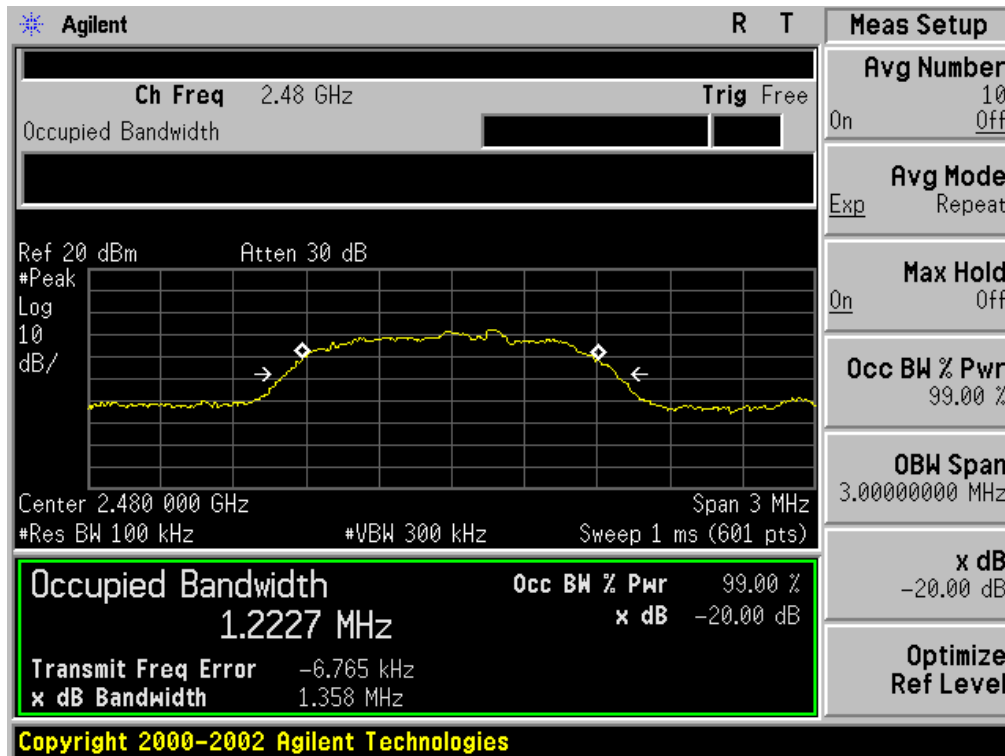 Agilent R T
Ch Freq 2.48 GHz Trig Free
Occupied Bandwidth
Ref 20 dBm Atten 30 dB
#Peak
Log
10
dB/
Center 2.480 000 GHz Span 3 MHz
#Res BW 100 kHz #VBW 300 kHz Sweep 1 ms (601 pts)
Occupied Bandwidth
1.2227 MHz
Occ BW % Pwr 99.00 %
x dB -20.00 dB
Transmit Freq Error -6.765 kHz
x dB Bandwidth 1.358 MHz
Copyright 2000-2002 Agilent Technologies
Meas Setup
Avg Number
10
On Off
Avg Mode
Exp Repeat
Max Hold
On Off
Occ BW % Pwr
99.00 %
OBW Span
3.00000000 MHz
x dB
-20.00 dB
Optimize
Ref Level